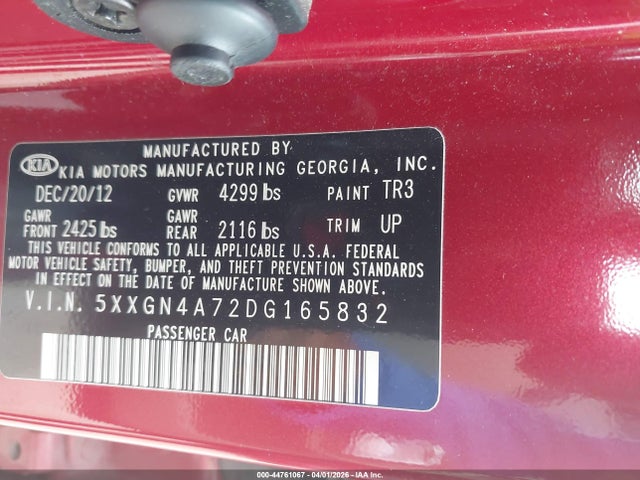 MANUFACTURED BY
KIA KIA MOTORS MANUFACTURING GEORGIA, INC.
DEC/20/12 GVWR 4299 lbs PAINT TR3
GAWR FRONT 2425 lbs GAWR REAR 2116 lbs TRIM UP
THIS VEHICLE CONFORMS TO ALL APPLICABLE U.S.A. FEDERAL
MOTOR VEHICLE SAFETY, BUMPER, AND THEFT PREVENTION STANDARDS
IN EFFECT ON THE DATE OF MANUFACTURE SHOWN ABOVE.
V.I.N. 5XXGN4A72DG165832
PASSENGER CAR
000-44761067 - 04/01/2026 - IAA Inc.